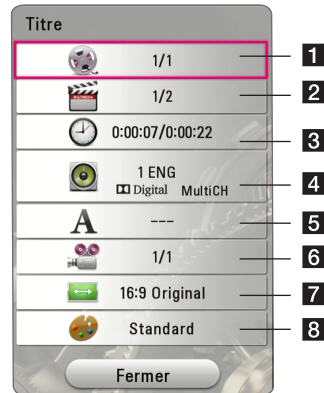 Titre
1/1
1
1/2
2
0:00:07/0:00:22
3
1 ENG
Digital MultiCH
4
A
---
5
1/1
6
16:9 Original
7
Standard
8
Fermer